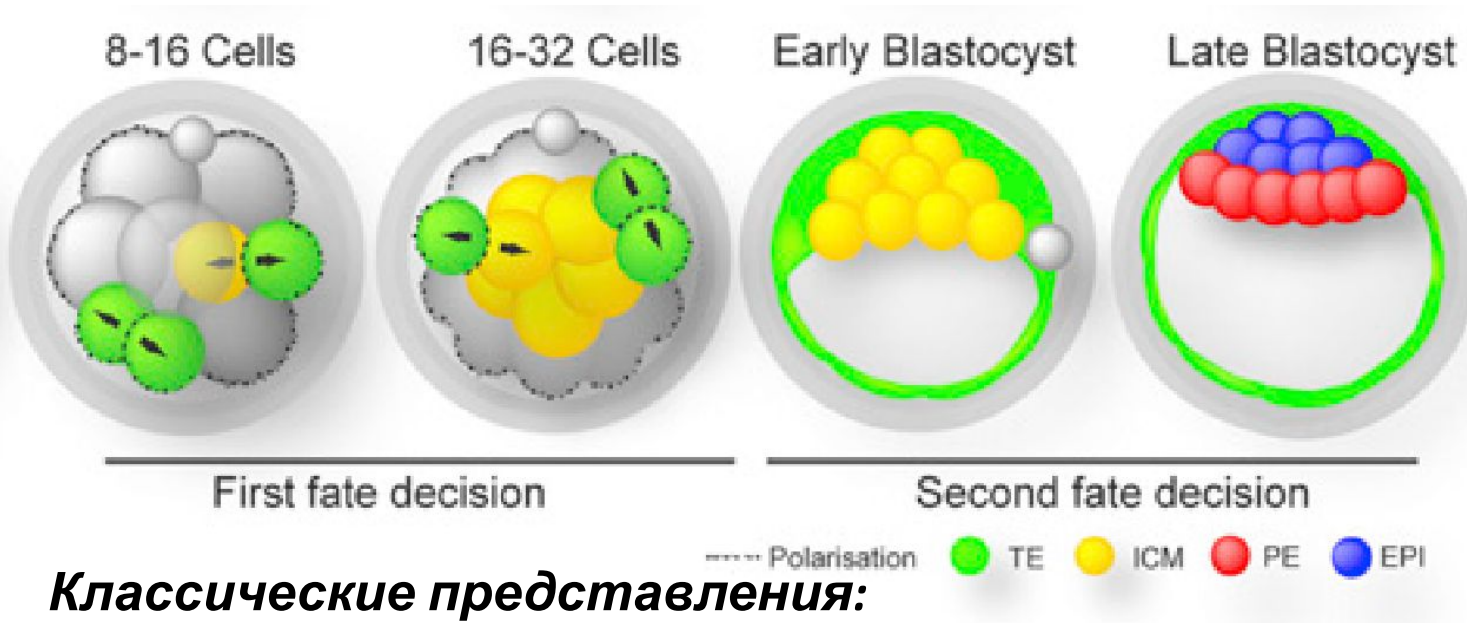 8-16 Cells 16-32 Cells Early Blastocyst Late Blastocyst
First fate decision Second fate decision
Polarisation TE ICM PE EPI
Классические представления: